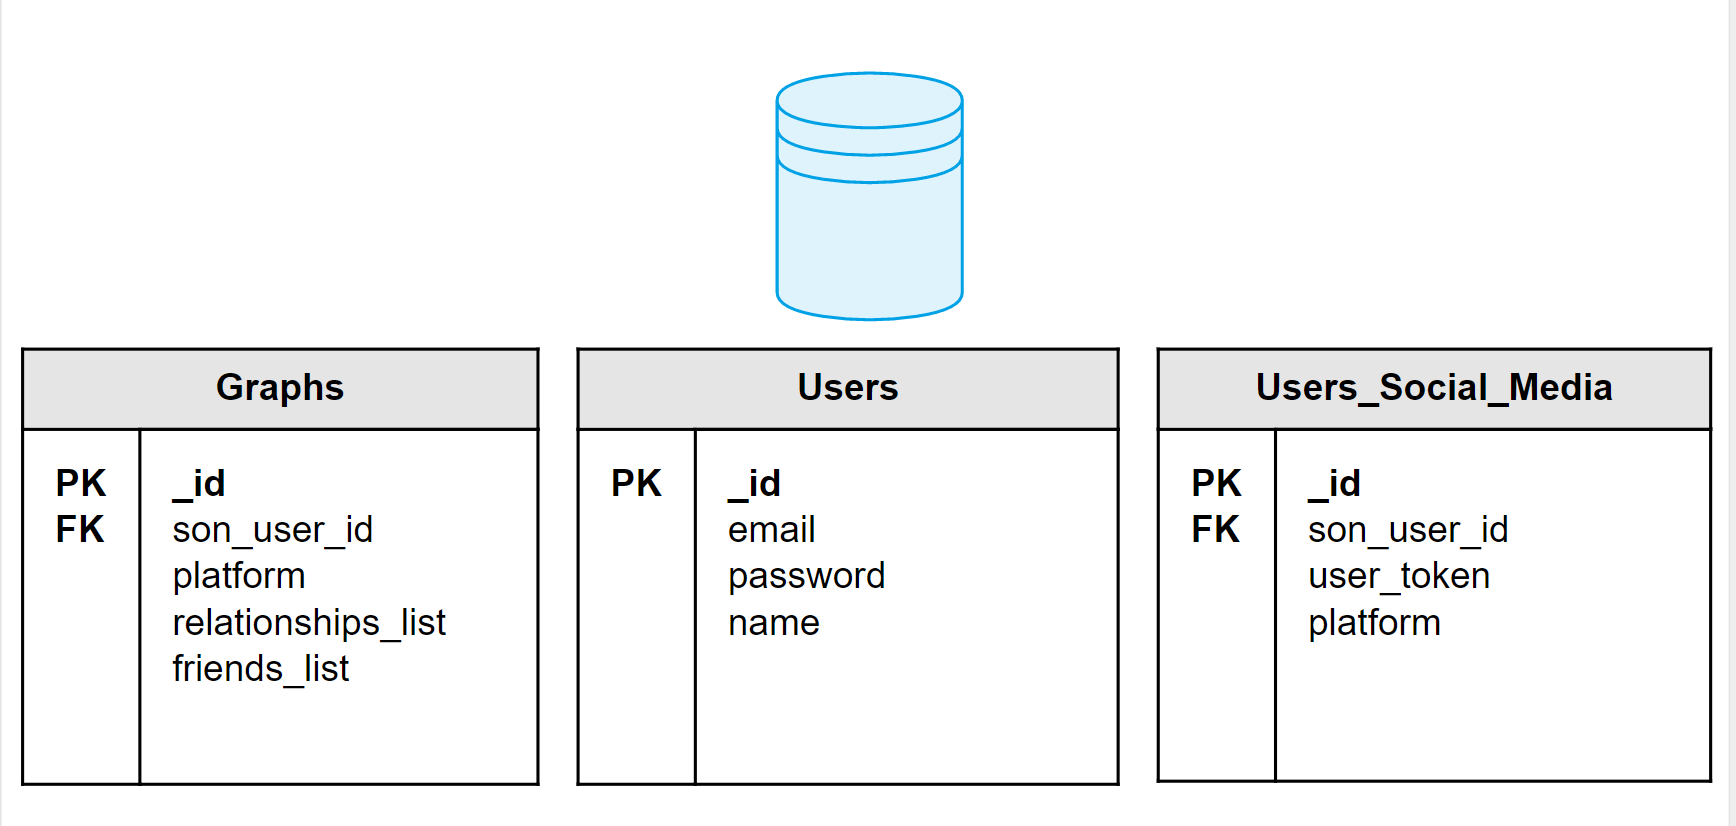 Graphs
PK _id
FK son_user_id
platform
relationships_list
friends_list
Users
PK _id
email
password
name
Users_Social_Media
PK _id
FK son_user_id
user_token
platform